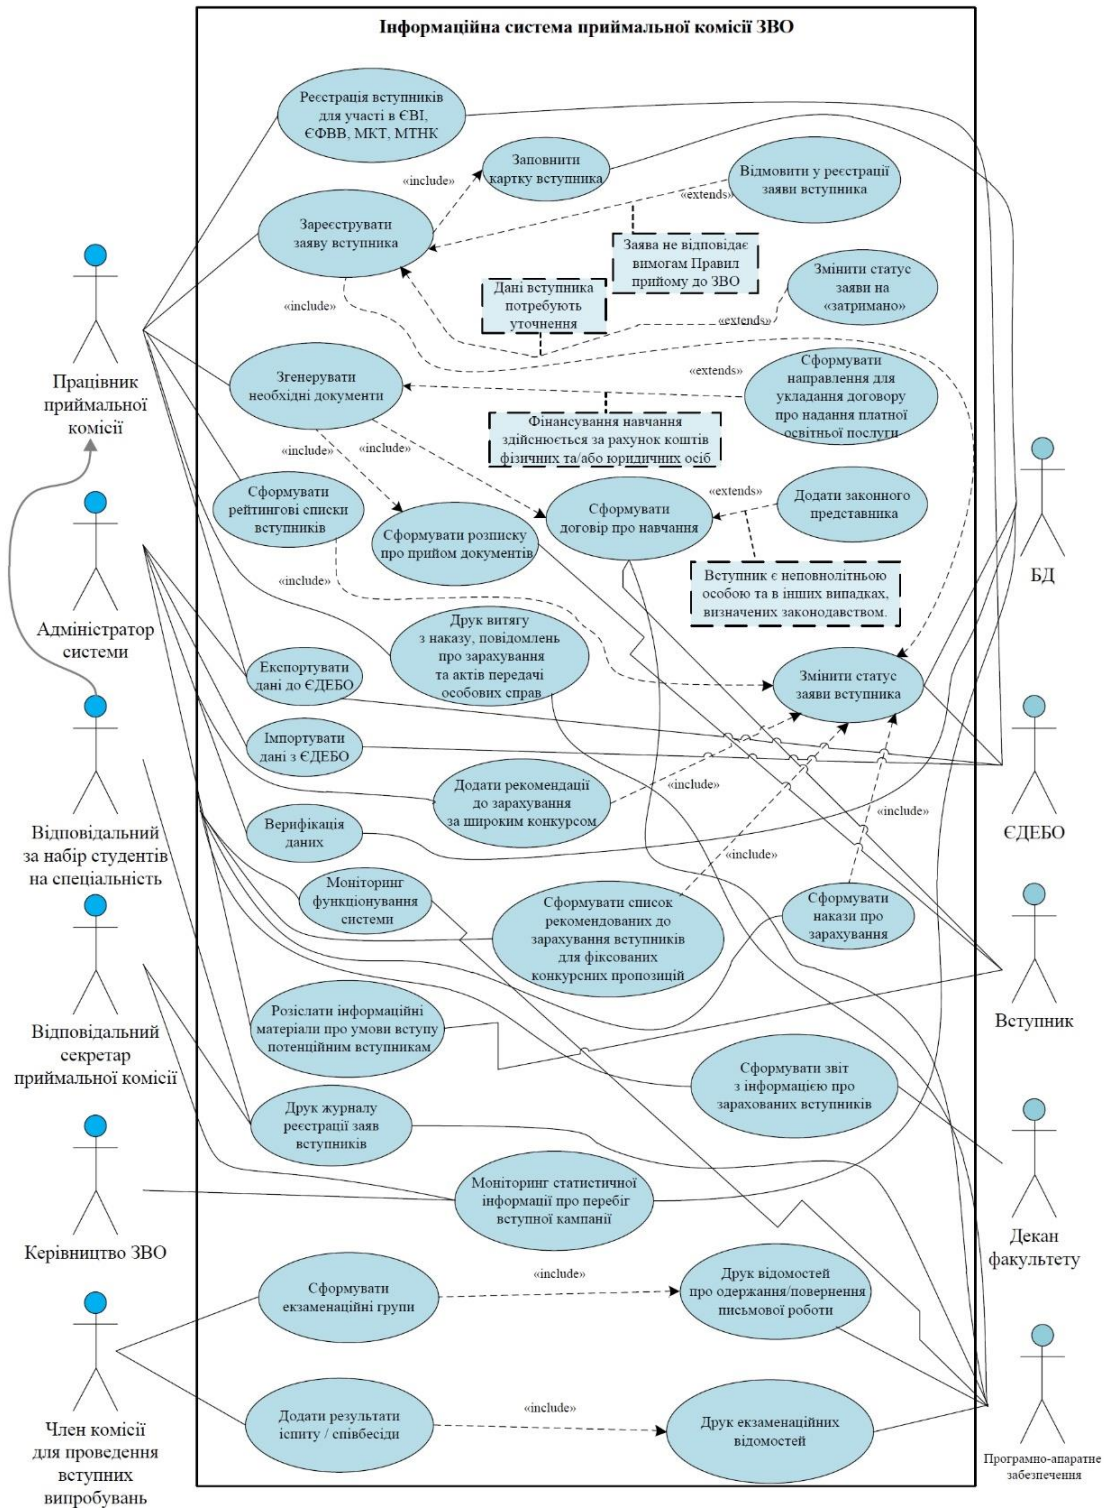 Інформаційна система приймальної комісії ЗВО
Реєстрація вступників
для участі в ЄВІ,
ЄФВВ, МКТ, МТНК
Заповнити
картку вступника
«include»
Відмовити у реєстрації
заяви вступника
«extends»
Зареєструвати
заяву вступника
Заява не відповідає
вимогам Правил
прийому до ЗВО
Змінити статус
заяви на
«затримано»
Дані вступника
потребують
уточнення
«include»
«extends»
Працівник
приймальної
комісії
Згенерувати
необхідні документи
«extends»
Сформувати
направлення для
укладання договору
про надання платної
освітньої послуги
Фінансування навчання
здійснюється за рахунок коштів
фізичних та/або юридичних осіб
«include»
«include»
Сформувати
рейтингові списки
вступників
Сформувати розписку
про прийом документів
Сформувати
договір про навчання
«extends»
Додати законного
представника
БД
«include»
Вступник є неповнолітньою
особою та в інших випадках,
визначених законодавством.
Адміністратор
системи
Друк витягу
з наказу, повідомлень
про зарахування
та актів передачі
особових справ
Експортувати
дані до ЄДЕБО
Змінити статус
заяви вступника
Імпортувати
дані з ЄДЕБО
Додати рекомендації
до зарахування
за широким конкурсом
«include»
«include»
ЄДЕБО
Відповідальний
за набір студентів
на спеціальність
Верифікація
даних
«include»
Моніторинг
функціонування
системи
Сформувати список
рекомендованих до
зарахування вступників
для фіксованих
конкурсних пропозицій
Сформувати
накази про
зарахування
Вступник
Розіслати інформаційні
матеріали про умови вступу
потенційним вступникам
Відповідальний
секретар
приймальної комісії
Сформувати звіт
з інформацією про
зарахованих вступників
Друк журналу
реєстрації заяв
вступників
Моніторинг статистичної
інформації про перебіг
вступної кампанії
Керівництво ЗВО
Декан
факультету
Сформувати
екзаменаційні групи
«include»
Друк відомостей
про одержання/повернення
письмової роботи
Додати результати
іспиту / співбесіди
«include»
Друк екзаменаційних
відомостей
Член комісії
для проведення
вступних
випробувань
Програмно-апаратне
забезпечення